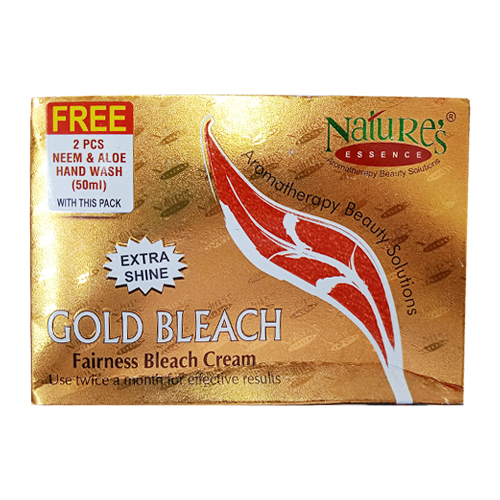 FREE
2 PCS
NEEM & ALOE
HAND WASH
(50ml)
WITH THIS PACK
Nature's®
ESSENCE
Aromatherapy Beauty Solutions
Aromatherapy Beauty Solutions
EXTRA
SHINE
GOLD BLEACH
Fairness Bleach Cream
Use twice a month for effective results